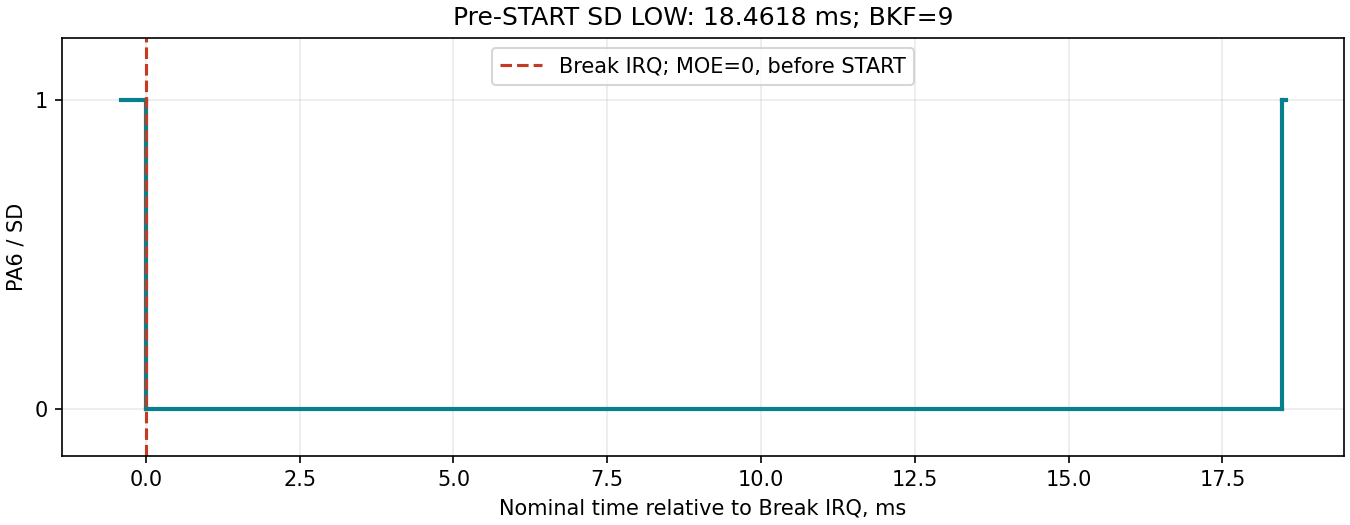 Pre-START SD LOW: 18.4618 ms; BKF=9
Break IRQ; MOE=0, before START
1
PA6 / SD
0
0.0 2.5 5.0 7.5 10.0 12.5 15.0 17.5
Nominal time relative to Break IRQ, ms